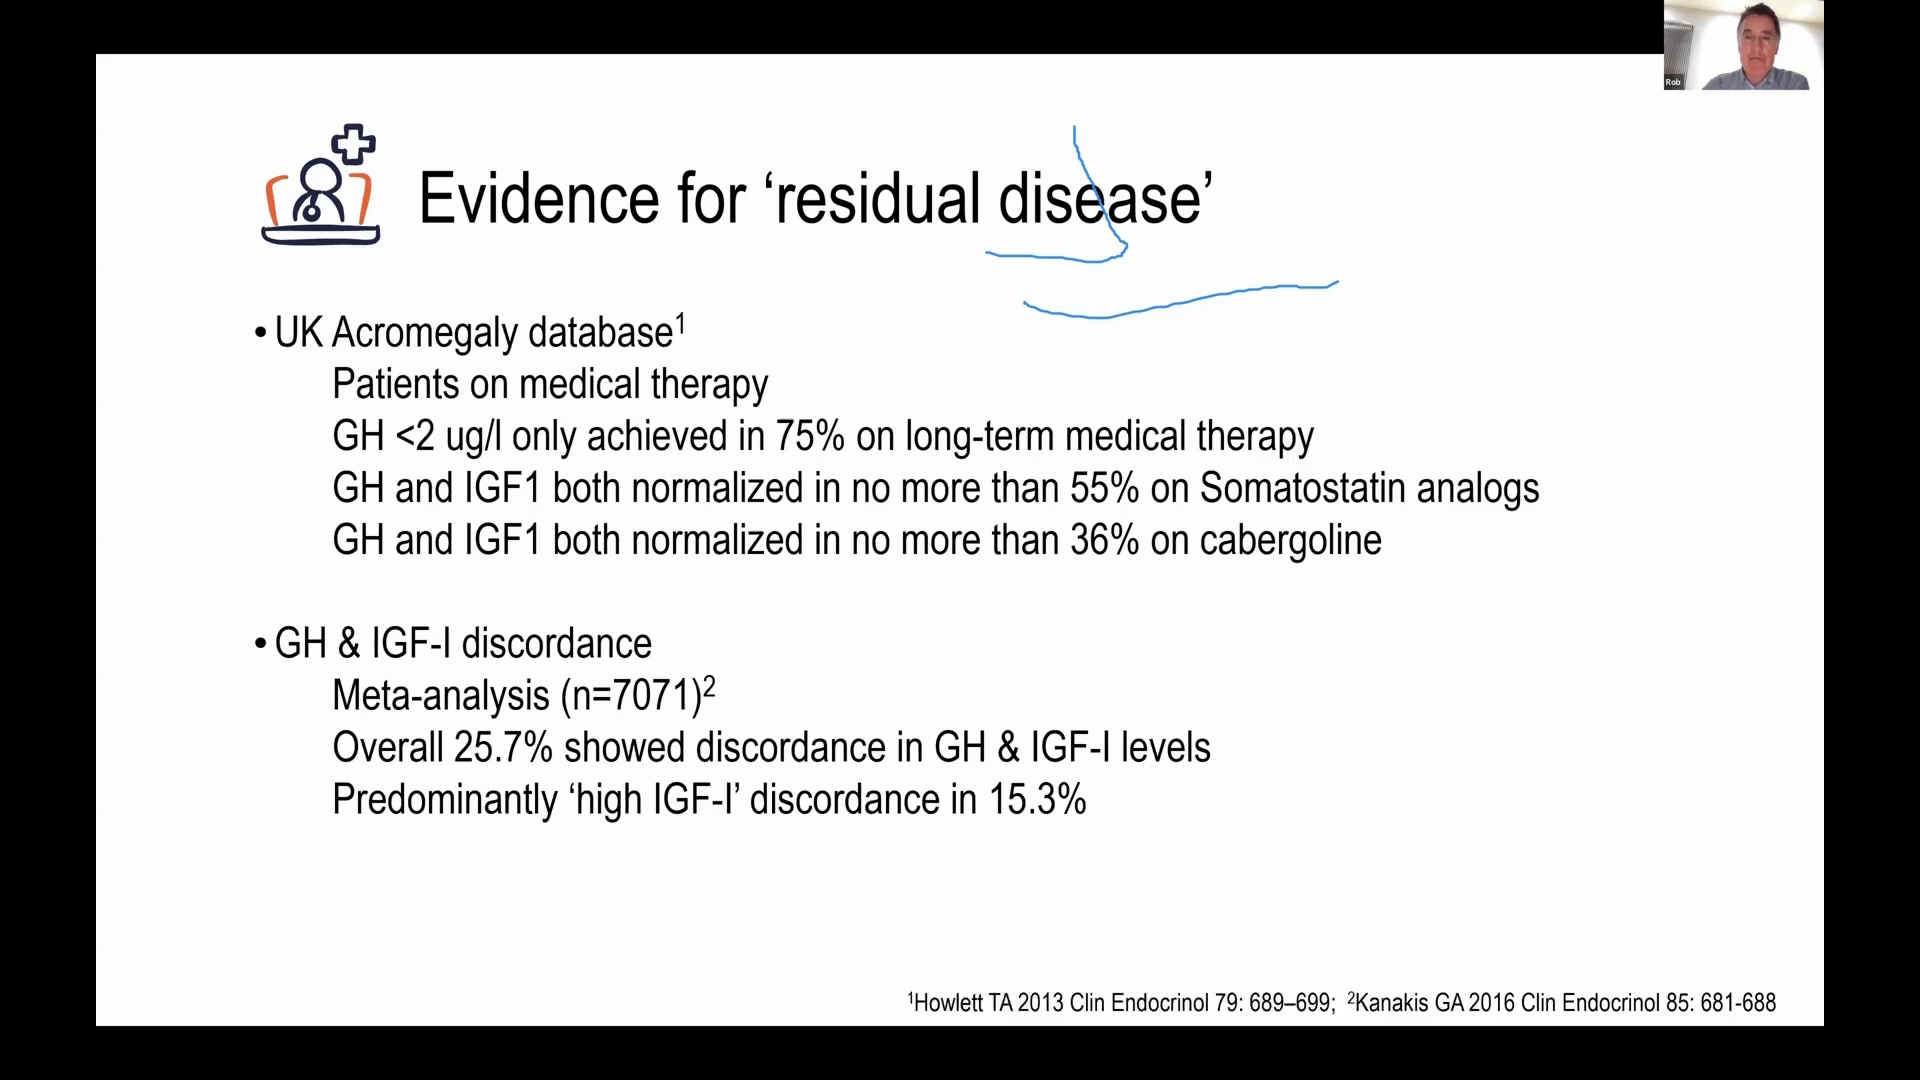 Rob
Evidence for ‘residual disease’
• UK Acromegaly database¹
Patients on medical therapy
GH <2 ug/l only achieved in 75% on long-term medical therapy
GH and IGF1 both normalized in no more than 55% on Somatostatin analogs
GH and IGF1 both normalized in no more than 36% on cabergoline
• GH & IGF-I discordance
Meta-analysis (n=7071)²
Overall 25.7% showed discordance in GH & IGF-I levels
Predominantly ‘high IGF-I’ discordance in 15.3%
¹Howlett TA 2013 Clin Endocrinol 79: 689–699; ²Kanakis GA 2016 Clin Endocrinol 85: 681-688